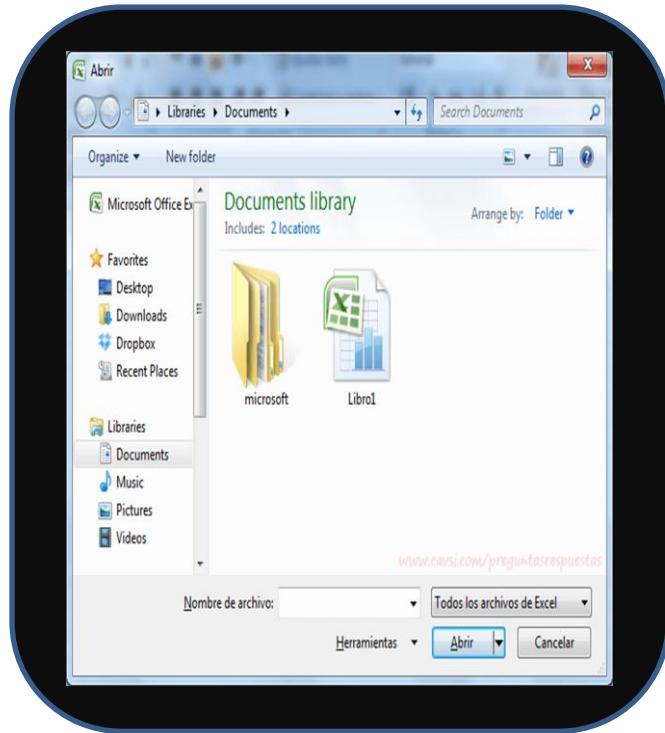 Abrir
Libraries Documents
Search Documents
Organize
New folder
Microsoft Office Ex
Documents library
Includes: 2 locations
Arrange by: Folder
Favorites
Desktop
Downloads
Dropbox
Recent Places
Libraries
Documents
Music
Pictures
Videos
microsoft
Libro1
www.cavsi.com/preguntasrespuestas
Nombre de archivo:
Todos los archivos de Excel
Herramientas
Abrir
Cancelar